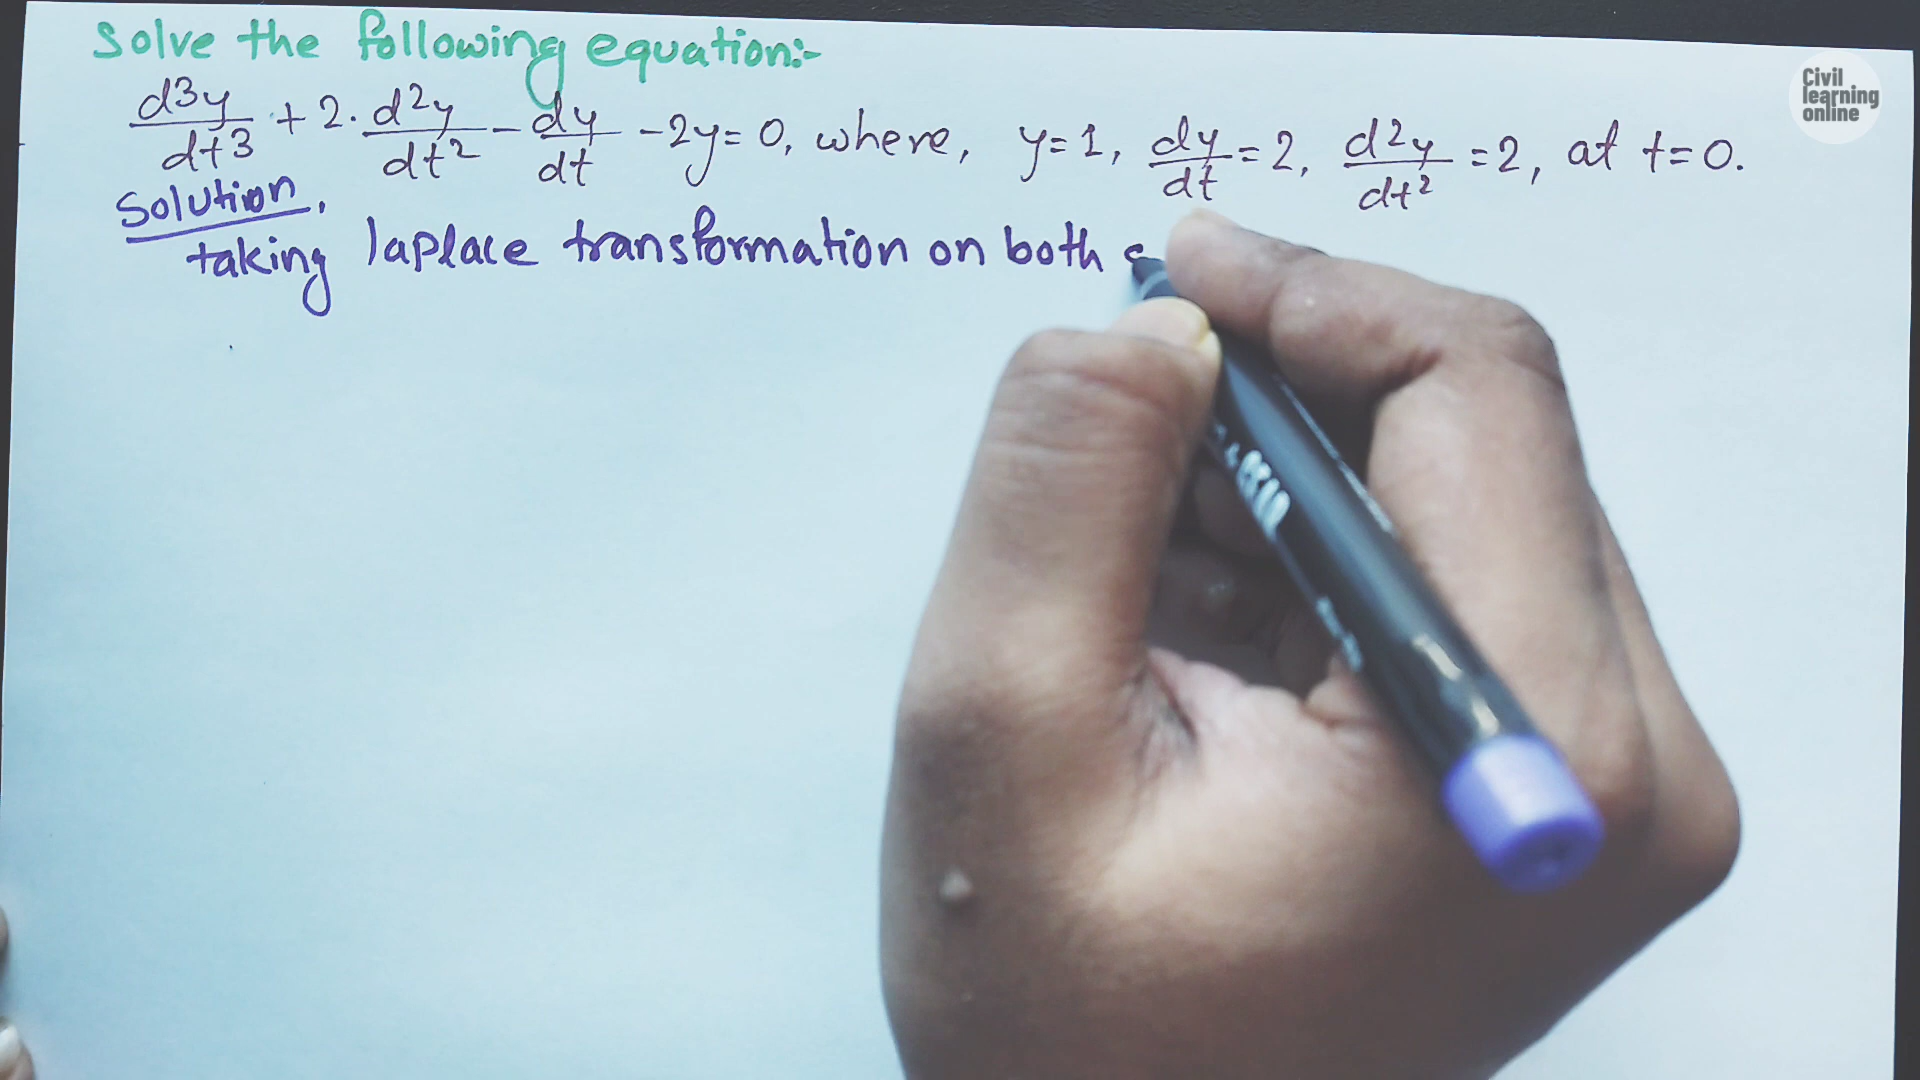 Solve the following equation:-
d3y/dt3 + 2. d2y/dt2 - dy/dt - 2y = 0, where, y = 1, dy/dt = 2, d2y/dt2 = 2, at t = 0.
Solution,
taking laplace transformation on both
Civil
learning
online